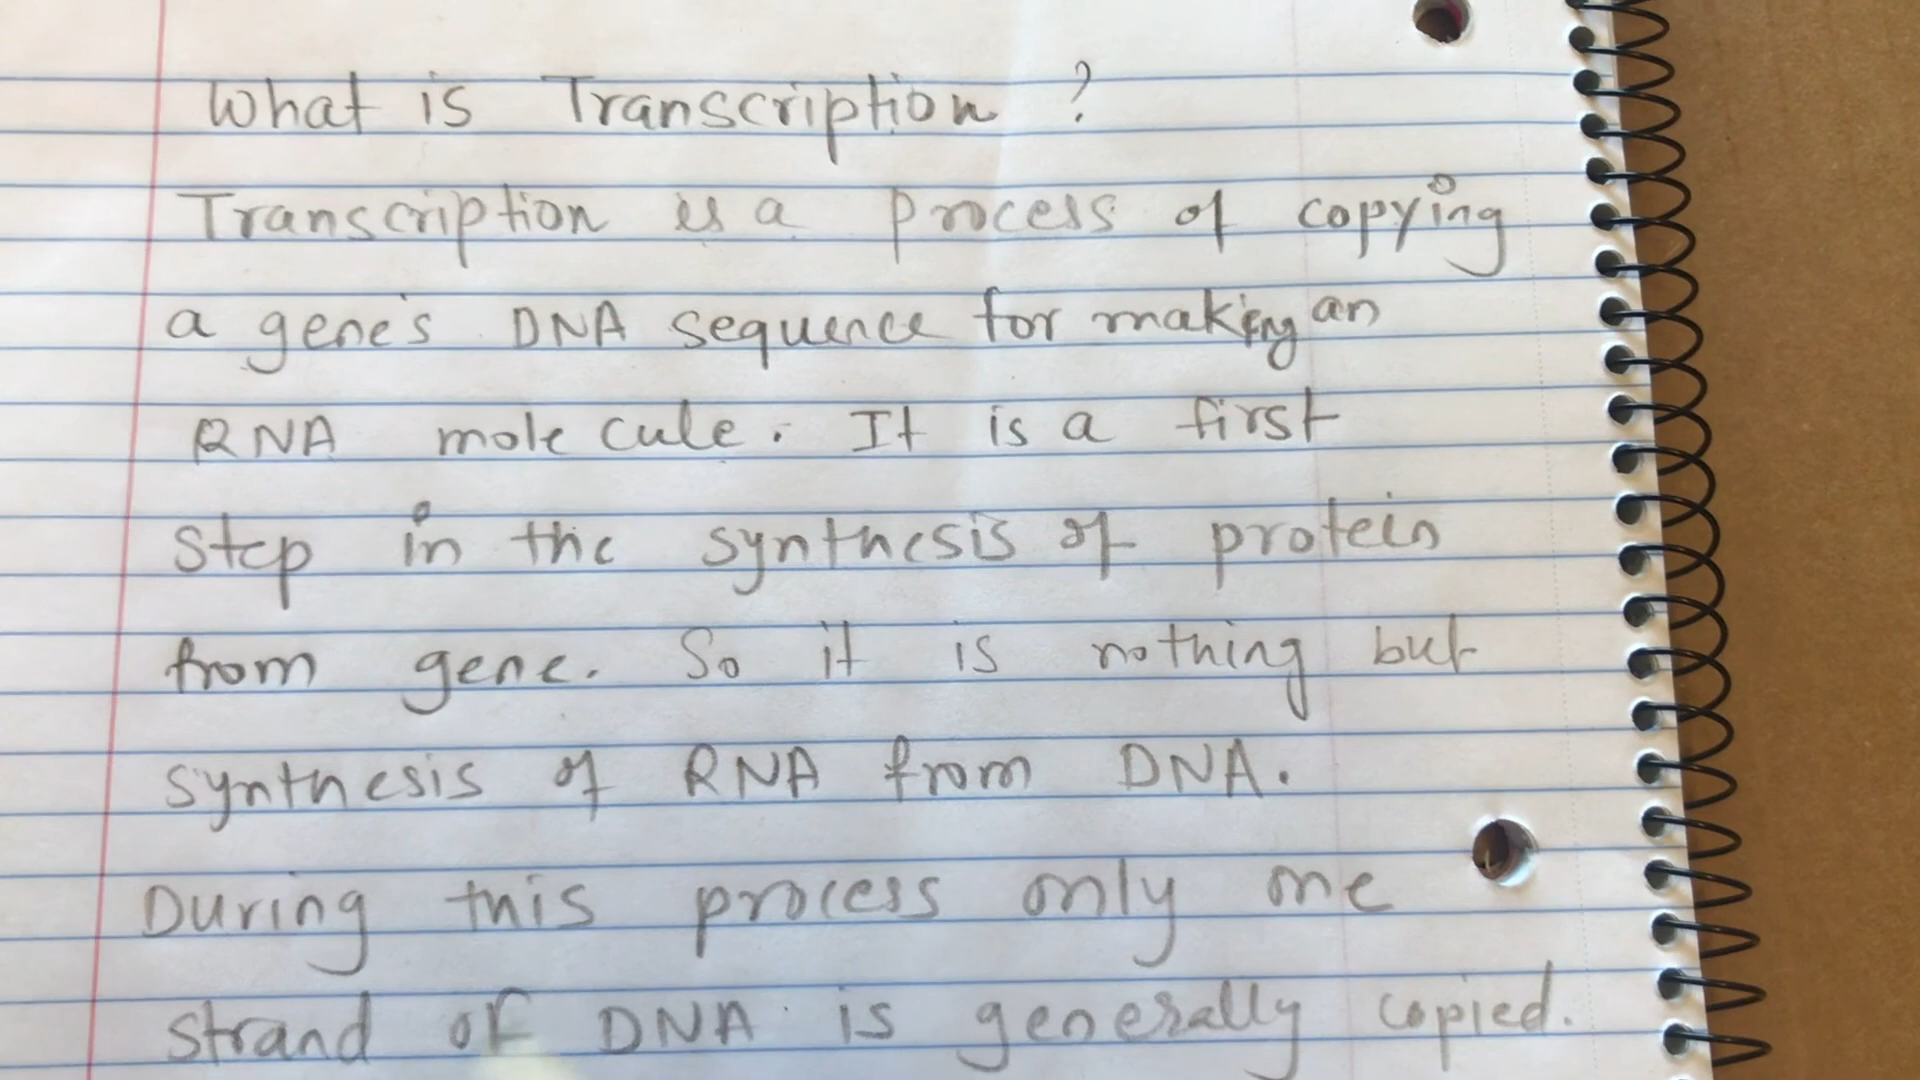 What is Transcription ?
Transcription is a process of copying
a gene's DNA sequence for making an
RNA molecule. It is a first
step in the synthesis of protein
from gene. So it is nothing but
synthesis of RNA from DNA.
During this process only one
strand of DNA is generally copied.